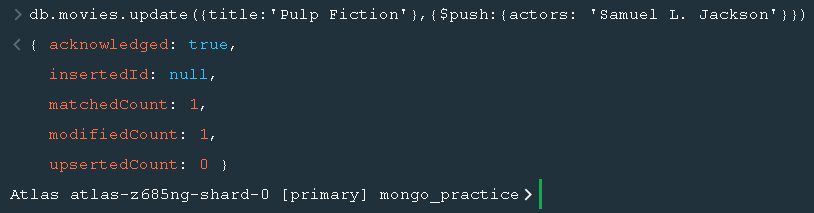 > db.movies.update({title:'Pulp Fiction'},{$push:{actors: 'Samuel L. Jackson'}})
< { acknowledged: true,
insertedId: null,
matchedCount: 1,
modifiedCount: 1,
upsertedCount: 0 }
Atlas atlas-z685ng-shard-0 [primary] mongo_practice>